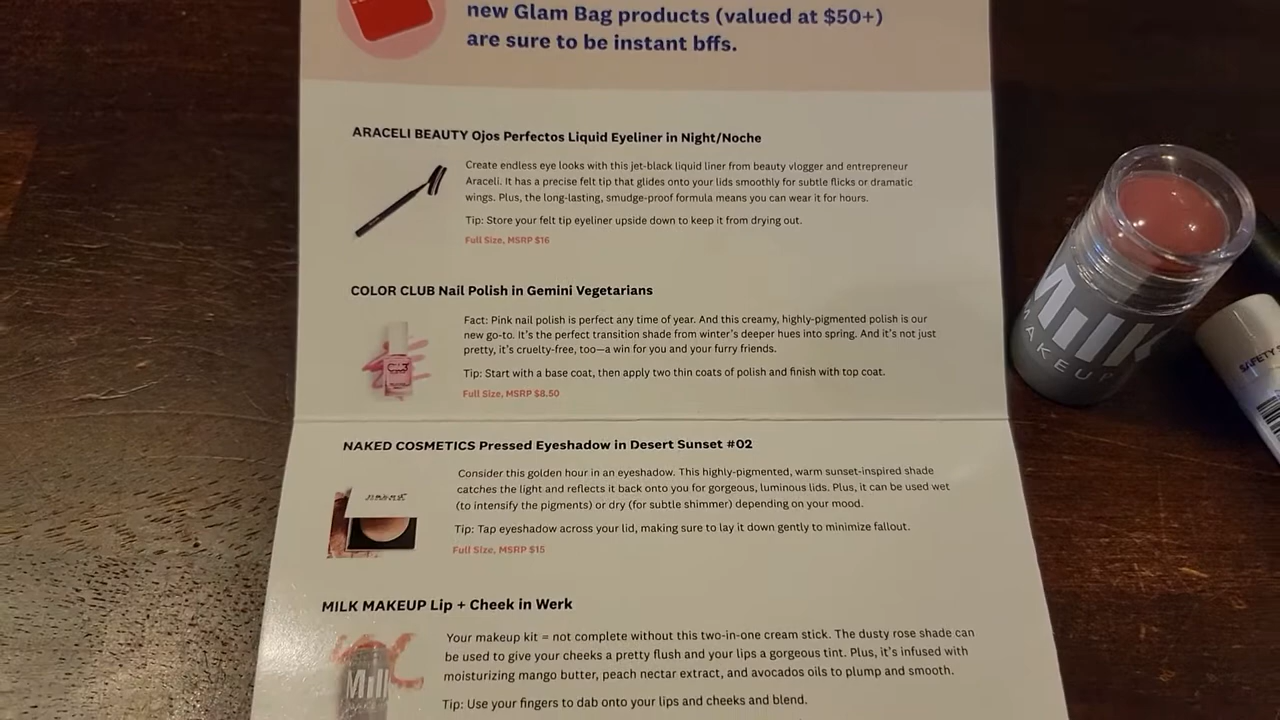 new Glam Bag products (valued at $50+)
are sure to be instant bffs.
ARACELI BEAUTY Ojos Perfectos Liquid Eyeliner in Night/Noche
Create endless eye looks with this jet-black liquid liner from beauty vlogger and entrepreneur
Araceli. It has a precise felt tip that glides onto your lids smoothly for subtle flicks or dramatic
wings. Plus, the long-lasting, smudge-proof formula means you can wear it for hours.
Tip: Store your felt tip eyeliner upside down to keep it from drying out.
Full Size, MSRP $16
COLOR CLUB Nail Polish in Gemini Vegetarians
Fact: Pink nail polish is perfect any time of year. And this creamy, highly-pigmented polish is our
new go-to. It's the perfect transition shade from winter's deeper hues into spring. And it's not just
pretty, it's cruelty-free, too—a win for you and your furry friends.
Tip: Start with a base coat, then apply two thin coats of polish and finish with top coat.
Full Size, MSRP $8.50
NAKED COSMETICS Pressed Eyeshadow in Desert Sunset #02
Consider this golden hour in an eyeshadow. This highly-pigmented, warm sunset-inspired shade
catches the light and reflects it back onto you for gorgeous, luminous lids. Plus, it can be used wet
(to intensify the pigments) or dry (for subtle shimmer) depending on your mood.
Tip: Tap eyeshadow across your lid, making sure to lay it down gently to minimize fallout.
Full Size, MSRP $15
MILK MAKEUP Lip + Cheek in Werk
Your makeup kit = not complete without this two-in-one cream stick. The dusty rose shade can
be used to give your cheeks a pretty flush and your lips a gorgeous tint. Plus, it's infused with
moisturizing mango butter, peach nectar extract, and avocados oils to plump and smooth.
Tip: Use your fingers to dab onto your lips and cheeks and blend.
Milk
Milk
MAKEUP
SAFETY